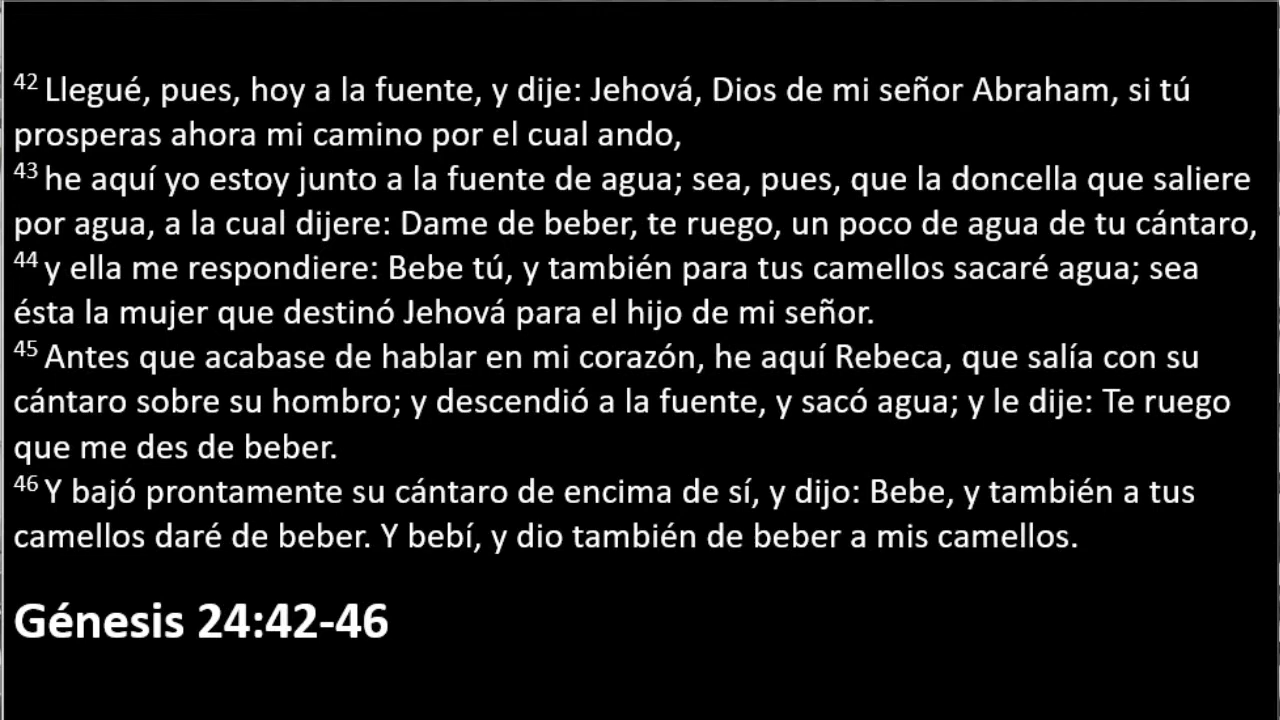 42 Llegué, pues, hoy a la fuente, y dije: Jehová, Dios de mi señor Abraham, si tú
prosperas ahora mi camino por el cual ando,
43 he aquí yo estoy junto a la fuente de agua; sea, pues, que la doncella que saliere
por agua, a la cual dijere: Dame de beber, te ruego, un poco de agua de tu cántaro,
44 y ella me respondiere: Bebe tú, y también para tus camellos sacaré agua; sea
ésta la mujer que destinó Jehová para el hijo de mi señor.
45 Antes que acabase de hablar en mi corazón, he aquí Rebeca, que salía con su
cántaro sobre su hombro; y descendió a la fuente, y sacó agua; y le dije: Te ruego
que me des de beber.
46 Y bajó prontamente su cántaro de encima de sí, y dijo: Bebe, y también a tus
camellos daré de beber. Y bebí, y dio también de beber a mis camellos.
Génesis 24:42-46